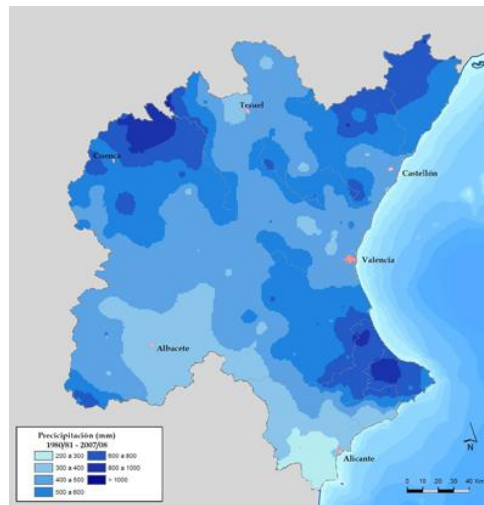 Teruel
Cuenca
Castellón
Valencia
Albacete
Alicante
Precicipitación (mm)
1980/81 - 2007/08
200 a 300
600 a 800
300 a 400
800 a 1000
400 a 500
> 1000
500 a 600
N
0 10 20 30 40 Km